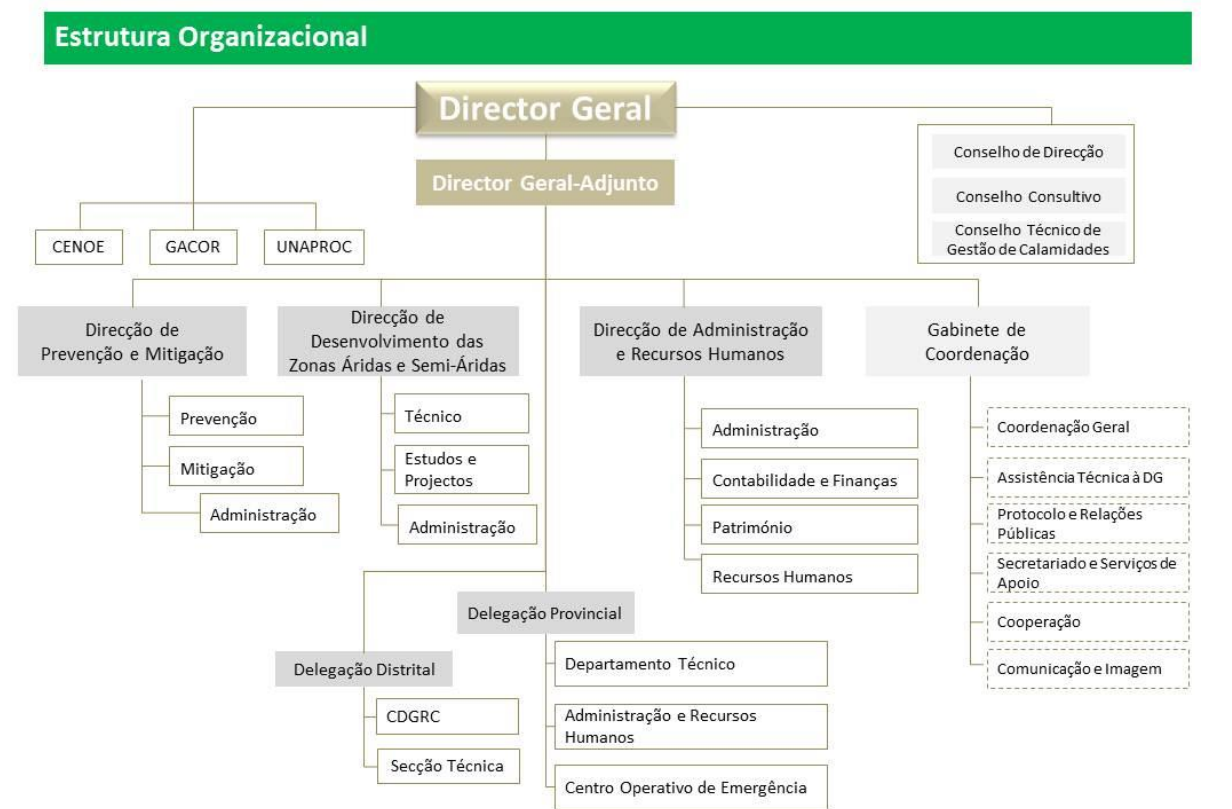 Estrutura Organizacional
Director Geral
Director Geral-Adjunto
Conselho de Direcção
Conselho Consultivo
Conselho Técnico de
Gestão de Calamidades
CENOE
GACOR
UNAPROC
Direcção de
Prevenção e Mitigação
Prevenção
Mitigação
Administração
Direcção de
Desenvolvimento das
Zonas Áridas e Semi-Áridas
Técnico
Estudos e
Projectos
Administração
Direcção de Administração
e Recursos Humanos
Administração
Contabilidade e Finanças
Património
Recursos Humanos
Gabinete de
Coordenação
Coordenação Geral
Assistência Técnica à DG
Protocolo e Relações
Públicas
Secretariado e Serviços de
Apoio
Cooperação
Comunicação e Imagem
Delegação Provincial
Departamento Técnico
Administração e Recursos
Humanos
Centro Operativo de Emergência
Delegação Distrital
CDGRC
Secção Técnica